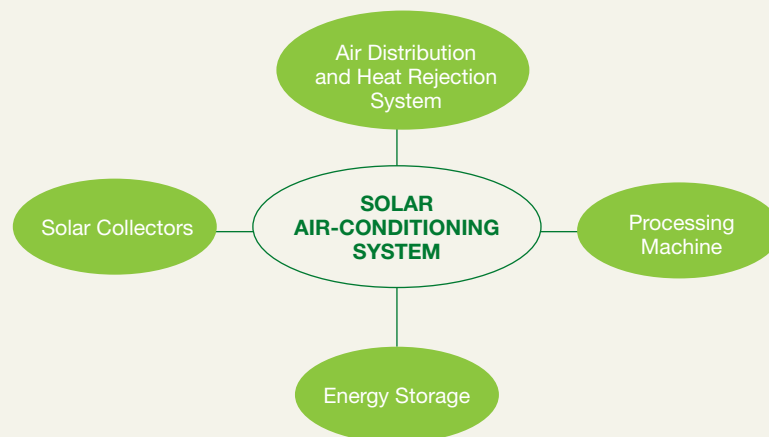 Air Distribution
and Heat Rejection
System
Solar Collectors
SOLAR
AIR-CONDITIONING
SYSTEM
Processing
Machine
Energy Storage